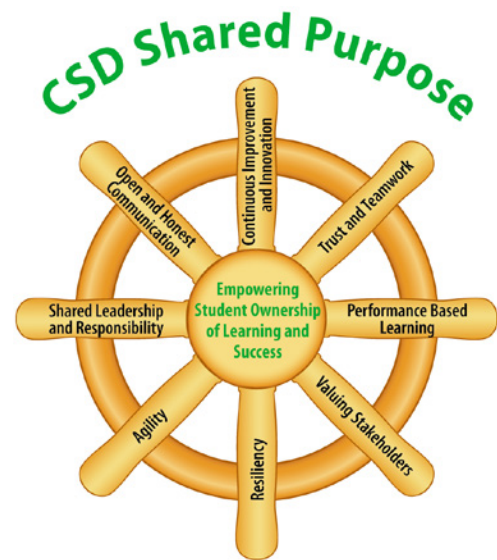 CSD Shared Purpose
Continuous Improvement
and Innovation
Trust and Teamwork
Performance Based
Learning
Valuing Stakeholders
Resiliency
Agility
Shared Leadership
and Responsibility
Open and Honest
Communication
Empowering
Student Ownership
of Learning and
Success